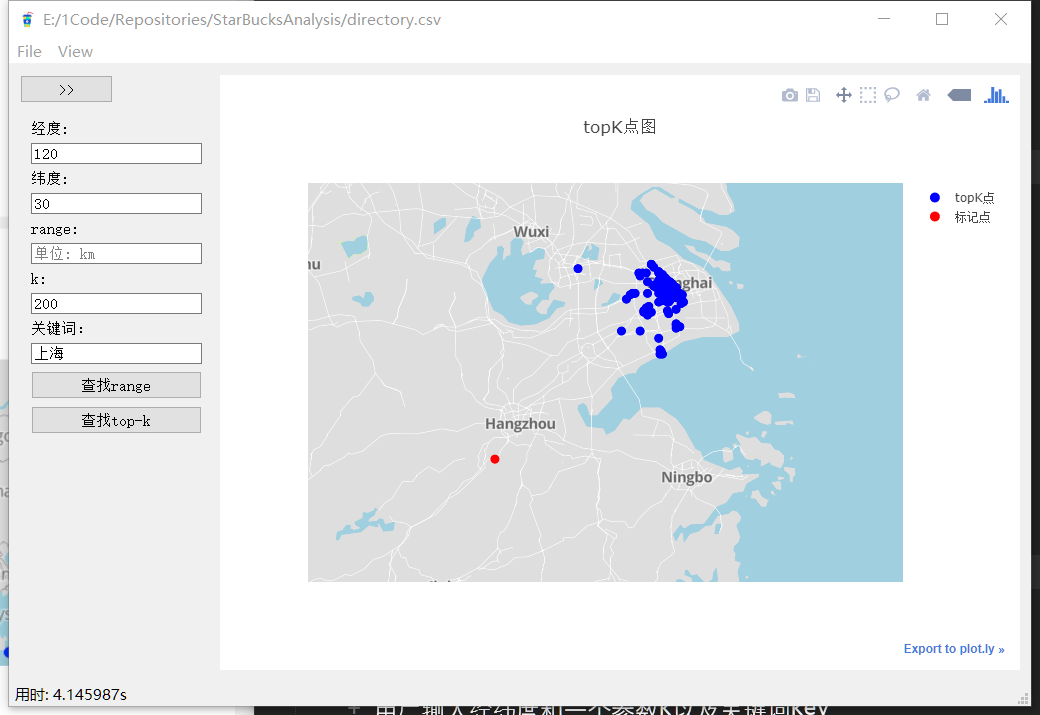 E:/1Code/Repositories/StarBucksAnalysis/directory.csv
File View
>>
经度:
120
纬度:
30
range:
单位: km
k:
200
关键词:
上海
查找range
查找top-k
topK点图
topK点
标记点
Wuxi
Hangzhou
Ningbo
Export to plot.ly »
用时: 4.145987s